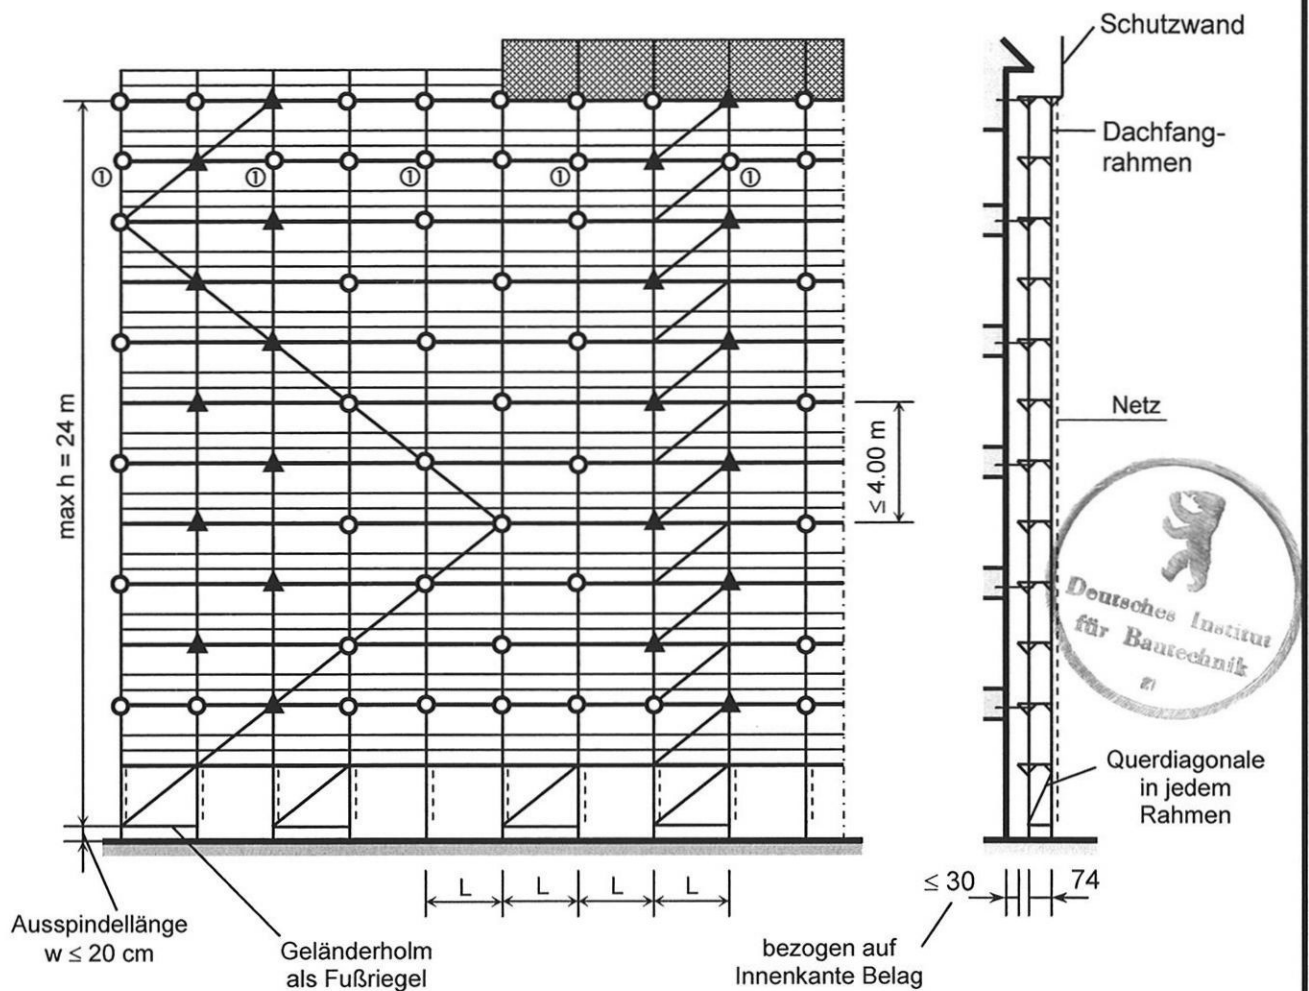 Schutzwand
Dachfang-
rahmen
① ① ① ① ①
max h = 24 m
Netz
≤ 4.00 m
Deutsches Institut
für Bautechnik
Querdiagonale
in jedem
Rahmen
L L L L
≤ 30
74
Ausspindellänge
w ≤ 20 cm
Geländerholm
als Fußriegel
bezogen auf
Innenkante Belag